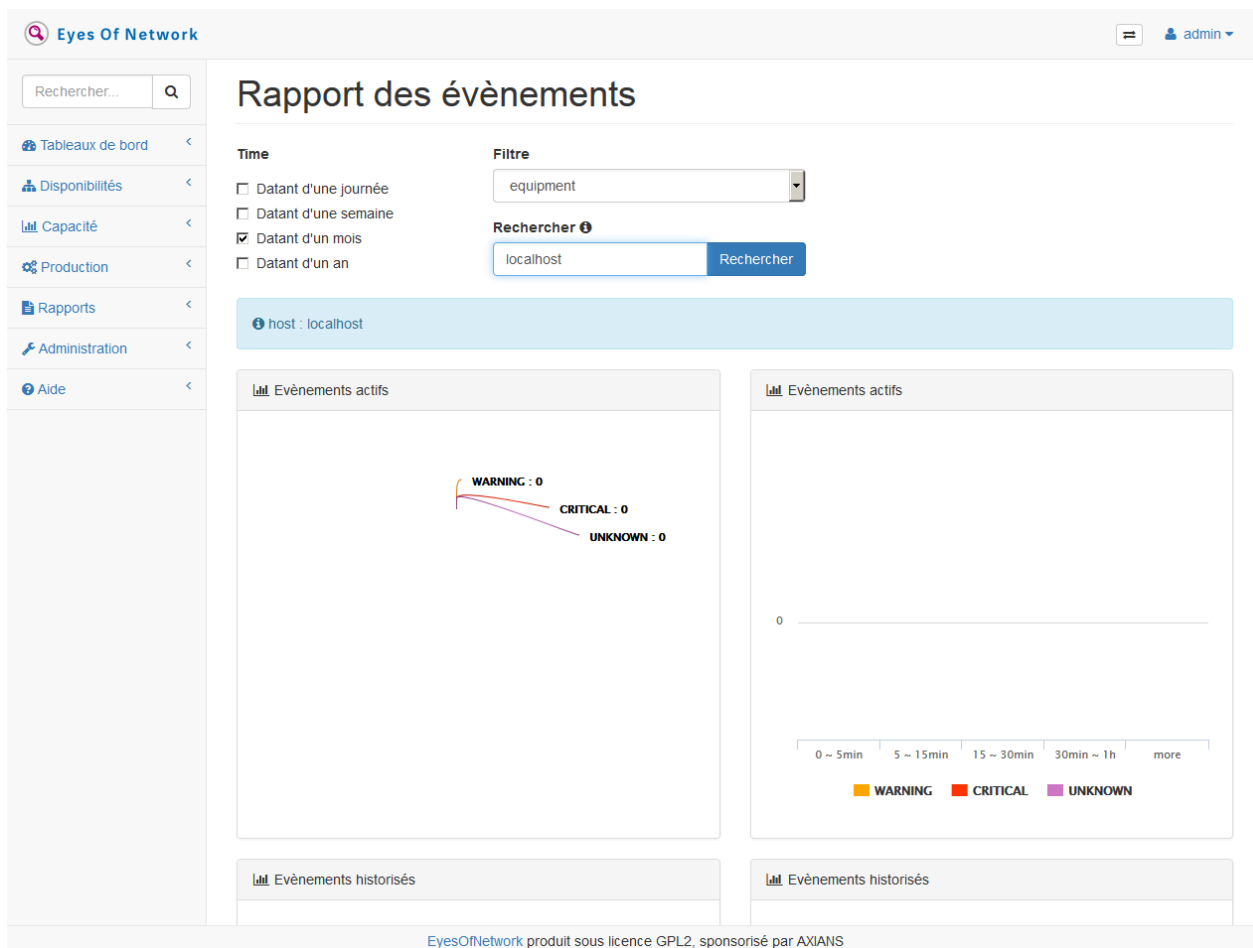 Eyes Of Network
admin
Rechercher...
Tableaux de bord
Disponibilités
Capacité
Production
Rapports
Administration
Aide
Rapport des évènements
Time
Datant d'une journée
Datant d'une semaine
Datant d'un mois
Datant d'un an
Filtre
equipment
Rechercher
localhost
Rechercher
host : localhost
Evènements actifs
WARNING : 0
CRITICAL : 0
UNKNOWN : 0
Evènements actifs
0
0 ~ 5min 5 ~ 15min 15 ~ 30min 30min ~ 1h more
WARNING CRITICAL UNKNOWN
Evènements historisés
Evènements historisés
EyesOfNetwork produit sous licence GPL2, sponsorisé par AXIANS